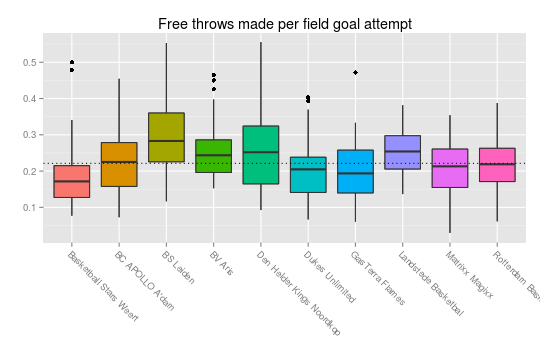 Free throws made per field goal attempt
0.5
0.4
0.3
0.2
0.1
Basketball Stars Weert
BC APOLLO A'dam
BS Leiden
BV Aris
Den Helder Kings Noordkop
Dukes Unlimited
GasTerra Flames
Landstede Basketbal
Matrixx Magixx
Rotterdam Bas